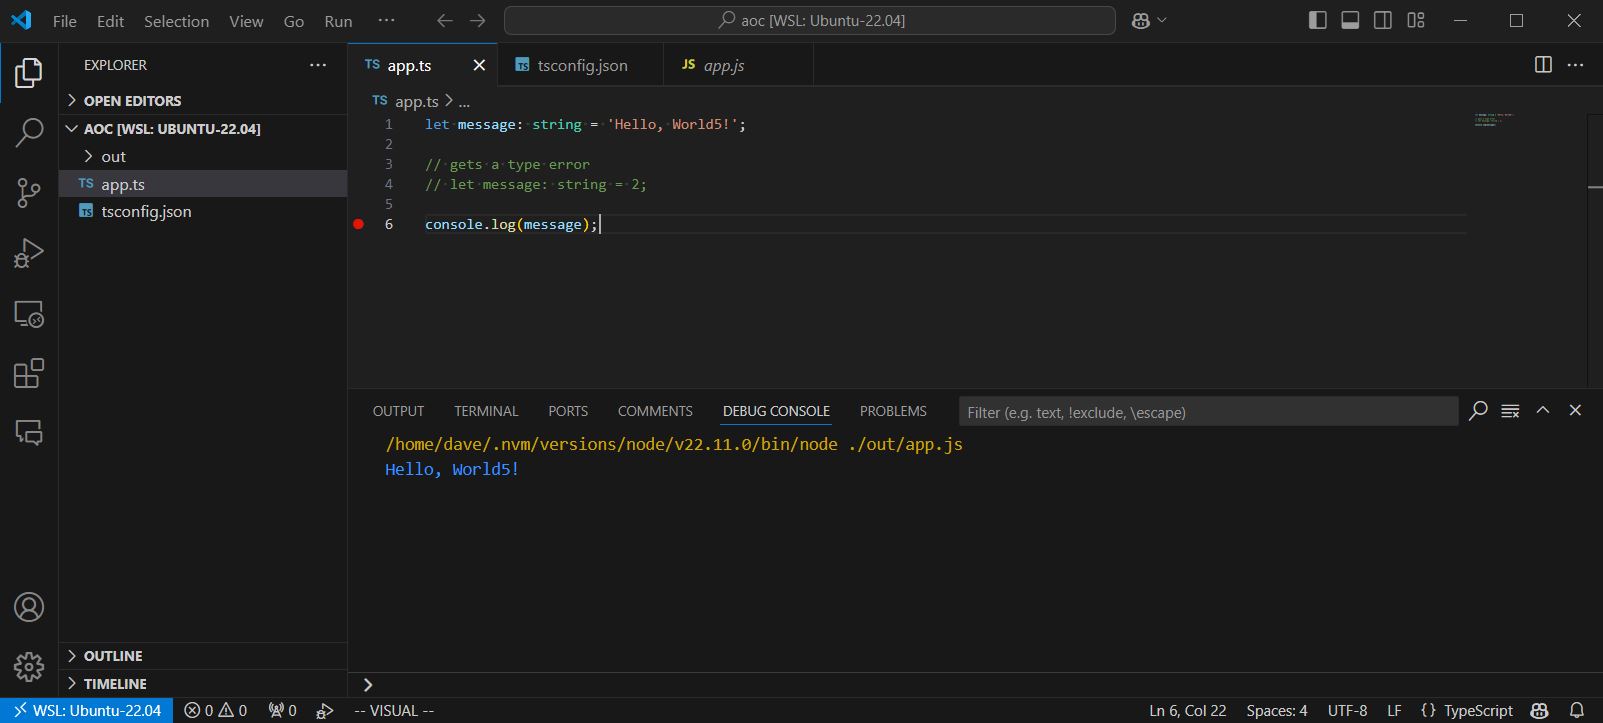 File Edit Selection View Go Run ··· aoc [WSL: Ubuntu-22.04]
EXPLORER ···
OPEN EDITORS
AOC [WSL: UBUNTU-22.04]
out
TS app.ts
TS tsconfig.json
OUTLINE
TIMELINE
TS app.ts TS tsconfig.json JS app.js
TS app.ts > ...
1 let message: string = 'Hello, World5!';
2
3 // gets a type error
4 // let message: string = 2;
5
6 console.log(message);
OUTPUT TERMINAL PORTS COMMENTS DEBUG CONSOLE PROBLEMS Filter (e.g. text, !exclude, \escape)
/home/dave/.nvm/versions/node/v22.11.0/bin/node ./out/app.js
Hello, World5!
>
WSL: Ubuntu-22.04 0 0 0 -- VISUAL -- Ln 6, Col 22 Spaces: 4 UTF-8 LF {} TypeScript